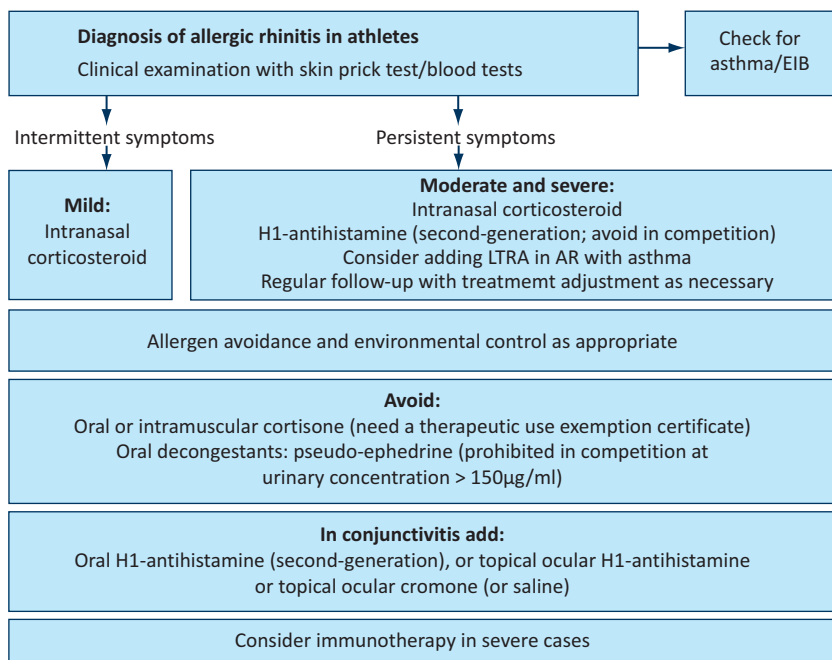 Diagnosis of allergic rhinitis in athletes
Clinical examination with skin prick test/blood tests
Check for
asthma/EIB
Intermittent symptoms
Persistent symptoms
Mild:
Intranasal
corticosteroid
Moderate and severe:
Intranasal corticosteroid
H1-antihistamine (second-generation; avoid in competition)
Consider adding LTRA in AR with asthma
Regular follow-up with treatmemt adjustment as necessary
Allergen avoidance and environmental control as appropriate
Avoid:
Oral or intramuscular cortisone (need a therapeutic use exemption certificate)
Oral decongestants: pseudo-ephedrine (prohibited in competition at
urinary concentration > 150µg/ml)
In conjunctivitis add:
Oral H1-antihistamine (second-generation), or topical ocular H1-antihistamine
or topical ocular cromone (or saline)
Consider immunotherapy in severe cases